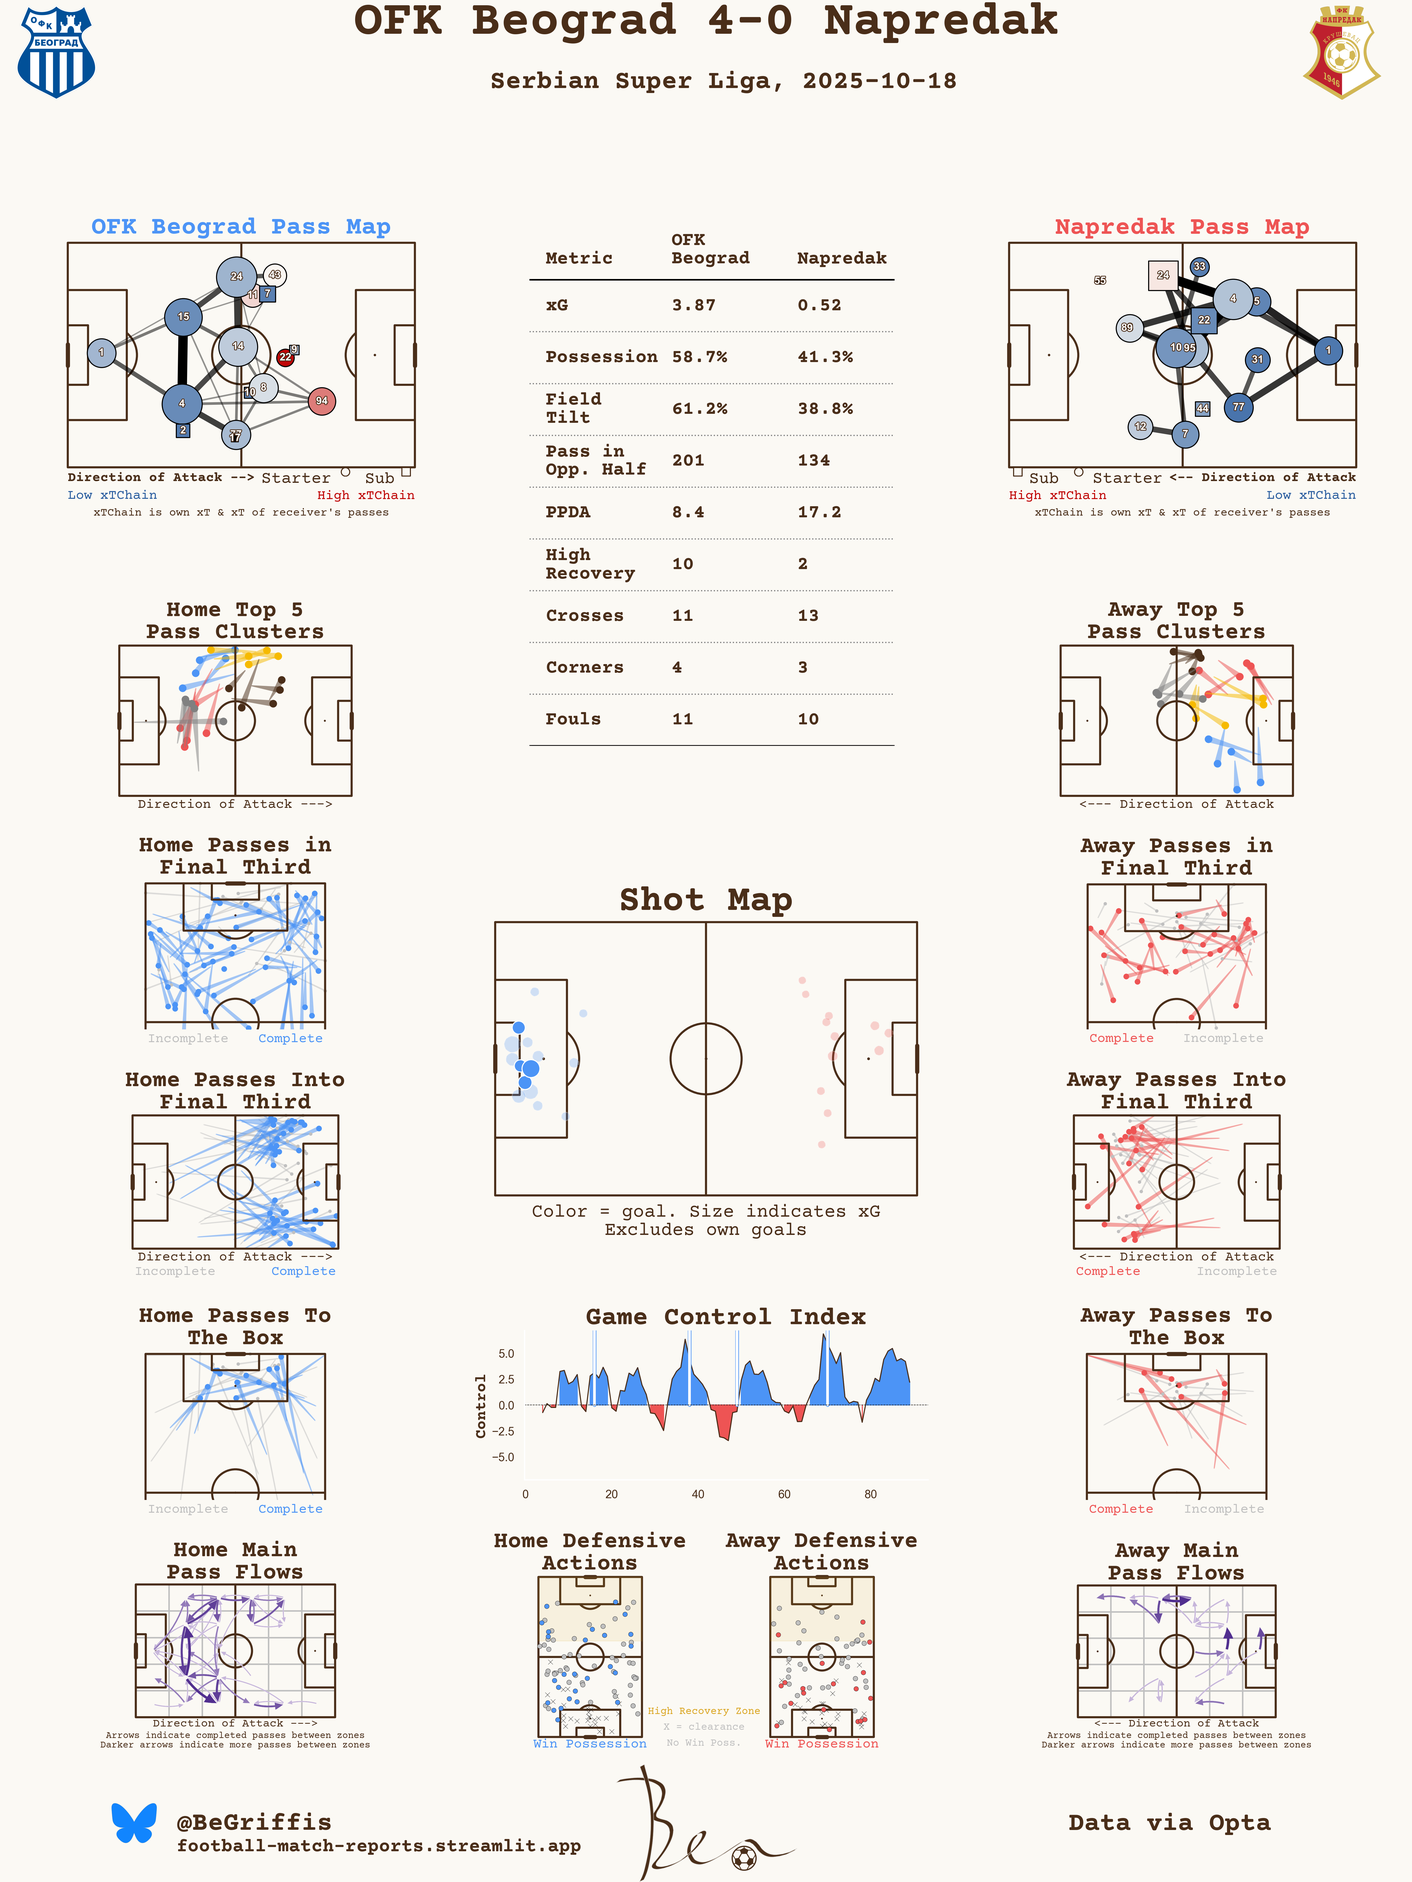 OFK Beograd 4-0 Napredak
Serbian Super Liga, 2025-10-18
ОФК
БЕОГРАД
ФК
НАПРЕДАК
КРУШЕВАЦ
1946
OFK Beograd Pass Map
24
43
11
7
15
14
1
22
9
10
8
94
4
2
17
Direction of Attack --> Starter Sub
Low xTChain High xTChain
xTChain is own xT & xT of receiver's passes
Metric OFK Beograd Napredak
xG 3.87 0.52
Possession 58.7% 41.3%
Field Tilt 61.2% 38.8%
Pass in Opp. Half 201 134
PPDA 8.4 17.2
High Recovery 10 2
Crosses 11 13
Corners 4 3
Fouls 11 10
Napredak Pass Map
55
24
33
4
5
22
89
10
95
1
31
44
77
12
7
Sub Starter <-- Direction of Attack
High xTChain Low xTChain
xTChain is own xT & xT of receiver's passes
Home Top 5
Pass Clusters
Direction of Attack --->
Home Passes in
Final Third
Incomplete Complete
Home Passes Into
Final Third
Direction of Attack --->
Incomplete Complete
Home Passes To
The Box
Incomplete Complete
Home Main
Pass Flows
Direction of Attack --->
Arrows indicate completed passes between zones
Darker arrows indicate more passes between zones
Shot Map
Color = goal. Size indicates xG
Excludes own goals
Game Control Index
Control
5.0
2.5
0.0
−2.5
−5.0
0 20 40 60 80
Home Defensive
Actions
Win Possession
High Recovery Zone
X = clearance
No Win Poss.
Away Defensive
Actions
Win Possession
Away Top 5
Pass Clusters
<--- Direction of Attack
Away Passes in
Final Third
Complete Incomplete
Away Passes Into
Final Third
<--- Direction of Attack
Complete Incomplete
Away Passes To
The Box
Complete Incomplete
Away Main
Pass Flows
<--- Direction of Attack
Arrows indicate completed passes between zones
Darker arrows indicate more passes between zones
@BeGriffis
football-match-reports.streamlit.app
Ben
Data via Opta